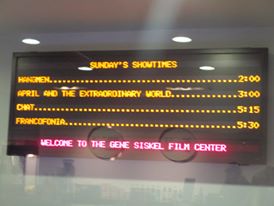 SUNDAY'S SHOWTIMES
HANGMEN...............................2:00
APRIL AND THE EXTRAORDINARY WORLD.......3:00
CHAT..................................5:15
FRANCOFONIA...........................5:30
WELCOME TO THE GENE SISKEL FILM CENTER